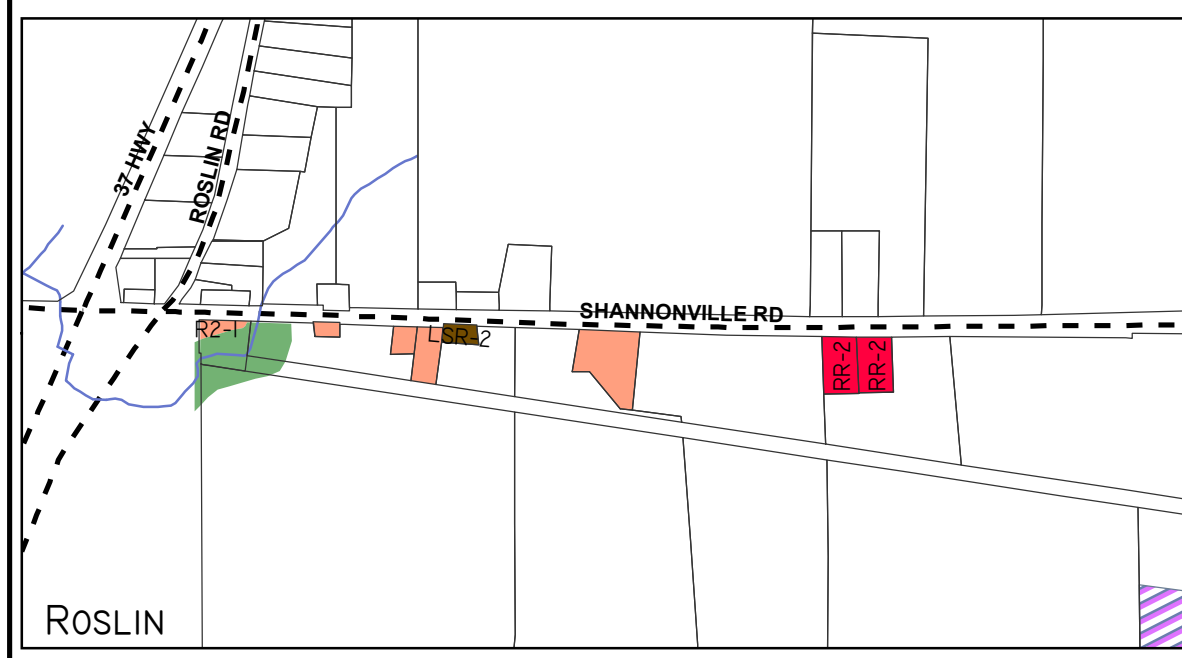 37 HWY
ROSLIN RD
SHANNONVILLE RD
R2-1
LSR-2
RR-2
RR-2
ROSLIN